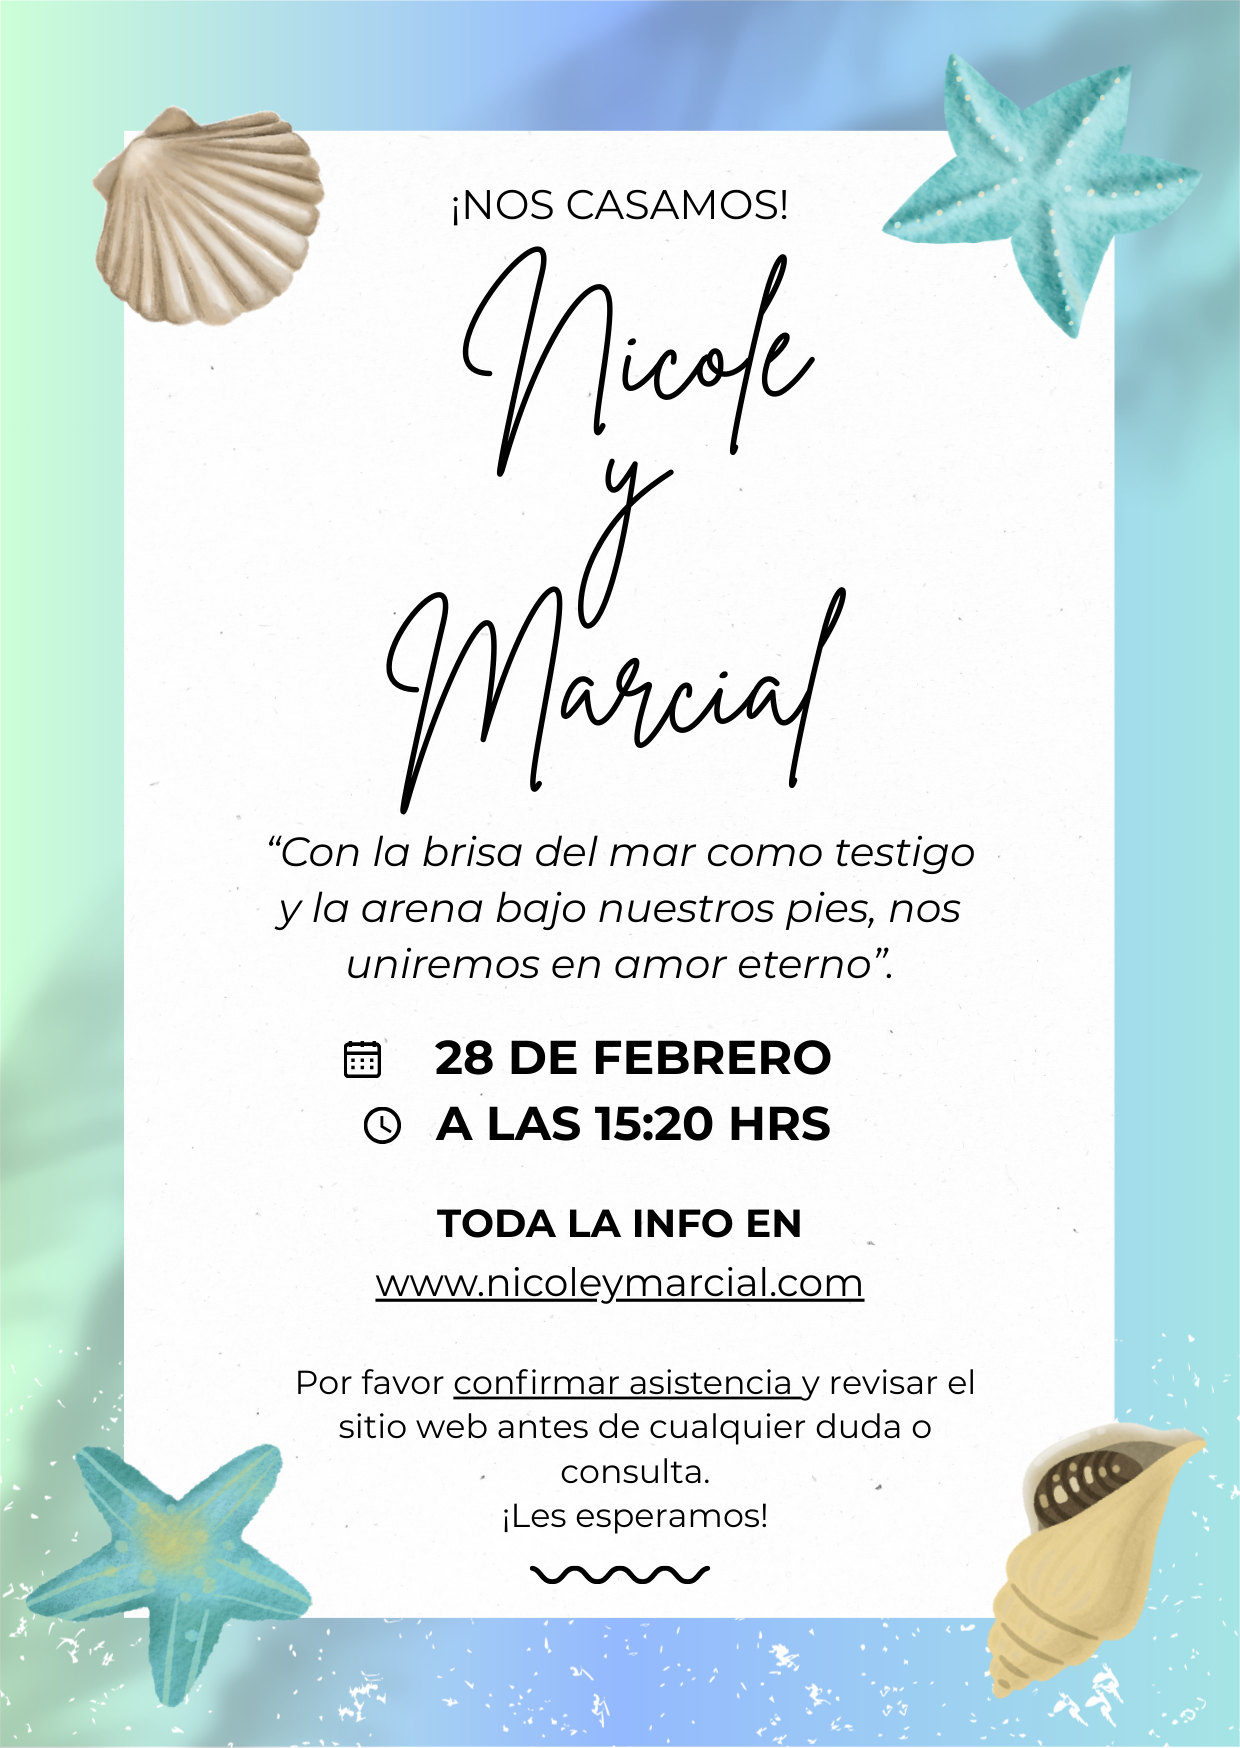 ¡NOS CASAMOS!
Nicole
y
Marcial
“Con la brisa del mar como testigo
y la arena bajo nuestros pies, nos
uniremos en amor eterno”.
28 DE FEBRERO
A LAS 15:20 HRS
TODA LA INFO EN
www.nicoleymarcial.com
Por favor confirmar asistencia y revisar el
sitio web antes de cualquier duda o
consulta.
¡Les esperamos!